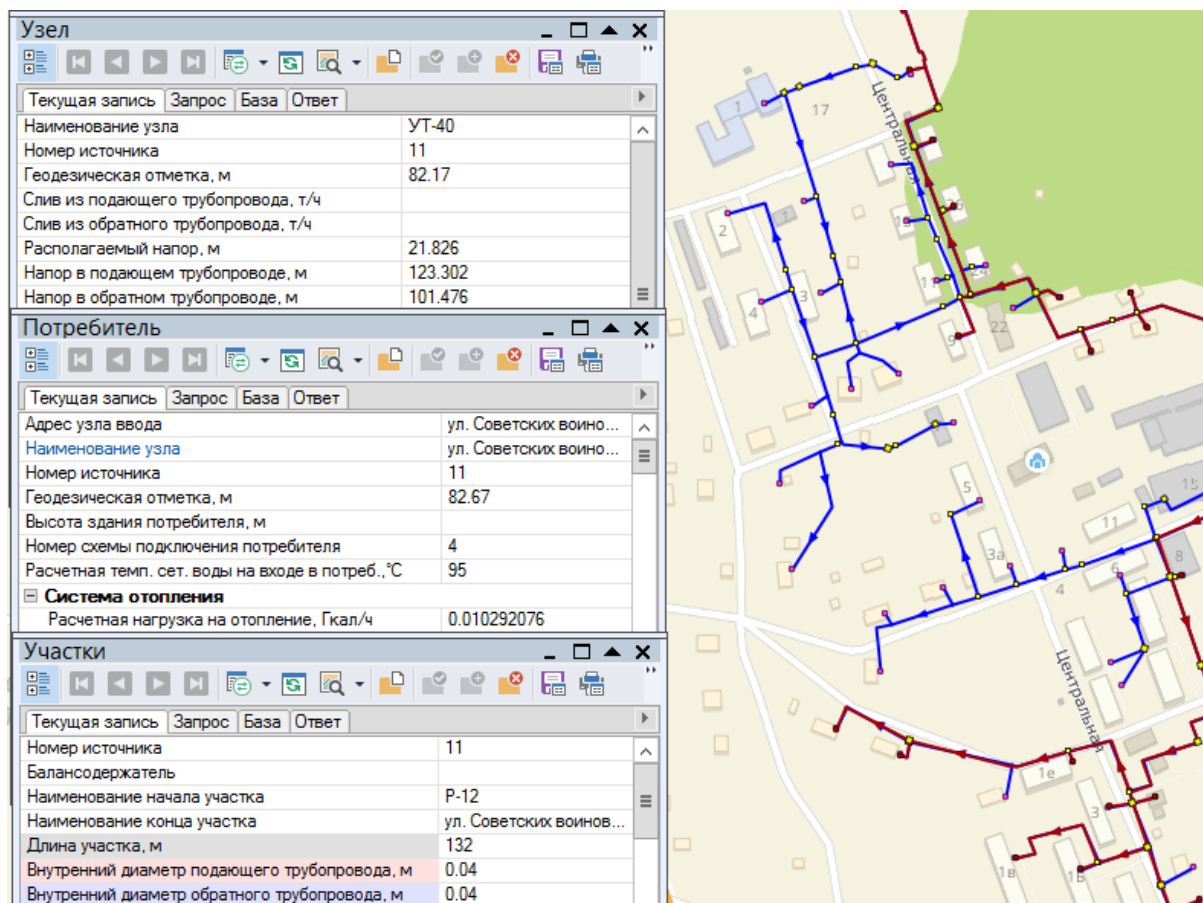 Узел
Текущая запись Запрос База Ответ
Наименование узла УТ-40
Номер источника 11
Геодезическая отметка, м 82.17
Слив из подающего трубопровода, т/ч
Слив из обратного трубопровода, т/ч
Располагаемый напор, м 21.826
Напор в подающем трубопроводе, м 123.302
Напор в обратном трубопроводе, м 101.476
Потребитель
Текущая запись Запрос База Ответ
Адрес узла ввода ул. Советских воино...
Наименование узла ул. Советских воино...
Номер источника 11
Геодезическая отметка, м 82.67
Высота здания потребителя, м
Номер схемы подключения потребителя 4
Расчетная темп. сет. воды на входе в потреб.,°C 95
Система отопления
Расчетная нагрузка на отопление, Гкал/ч 0.010292076
Участки
Текущая запись Запрос База Ответ
Номер источника 11
Балансодержатель
Наименование начала участка Р-12
Наименование конца участка ул. Советских воинов...
Длина участка, м 132
Внутренний диаметр подающего трубопровода, м 0.04
Внутренний диаметр обратного трубопровода, м 0.04
1
17
Центральная
2
1
4
3
11
24
9
22
5
3а
11
15
6
8
4
Центральная
1е
3
1в